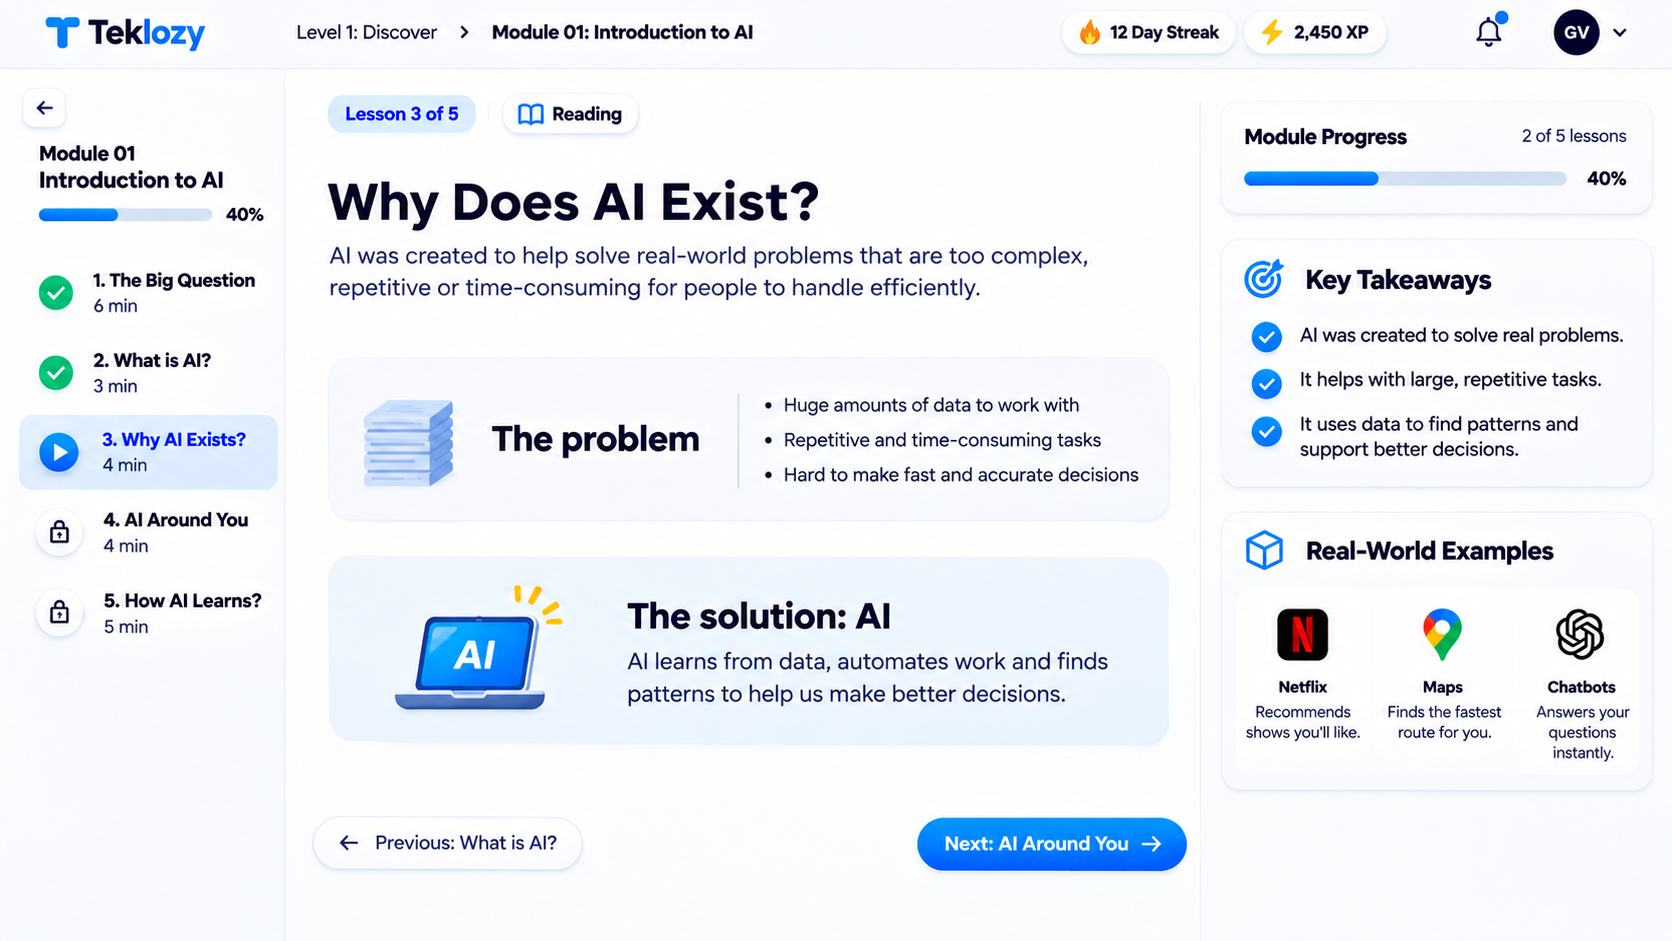 Teklozy
Level 1: Discover
Module 01: Introduction to AI
12 Day Streak
2,450 XP
GV
Module 01
Introduction to AI
40%
1. The Big Question
6 min
2. What is AI?
3 min
3. Why AI Exists?
4 min
4. AI Around You
4 min
5. How AI Learns?
5 min
Lesson 3 of 5
Reading
Why Does AI Exist?
AI was created to help solve real-world problems that are too complex,
repetitive or time-consuming for people to handle efficiently.
The problem
• Huge amounts of data to work with
• Repetitive and time-consuming tasks
• Hard to make fast and accurate decisions
AI
The solution: AI
AI learns from data, automates work and finds
patterns to help us make better decisions.
Previous: What is AI?
Next: AI Around You
Module Progress
2 of 5 lessons
40%
Key Takeaways
AI was created to solve real problems.
It helps with large, repetitive tasks.
It uses data to find patterns and
support better decisions.
Real-World Examples
N
Netflix
Recommends
shows you'll like.
Maps
Finds the fastest
route for you.
Chatbots
Answers your
questions
instantly.